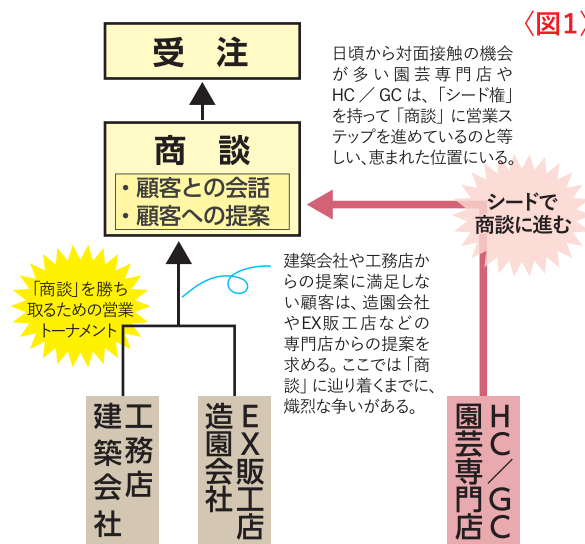 〈図1〉
受注
日頃から対面接触の機会
が多い園芸専門店や
HC／GCは、「シード権」
を持って「商談」に営業ス
テップを進めているのと等
しい、恵まれた位置にいる。
商談
・顧客との会話
・顧客への提案
シードで
商談に進む
「商談」を勝ち
取るための営業
トーナメント
建築会社や工務店か
らの提案に満足しな
い顧客は、造園会社
やEX販工店などの
専門店からの提案を
求める。ここでは「商
談」に辿り着くまでに、
熾烈な争いがある。
工務店
建築会社
EX販工店
造園会社
HC／GC
園芸専門店